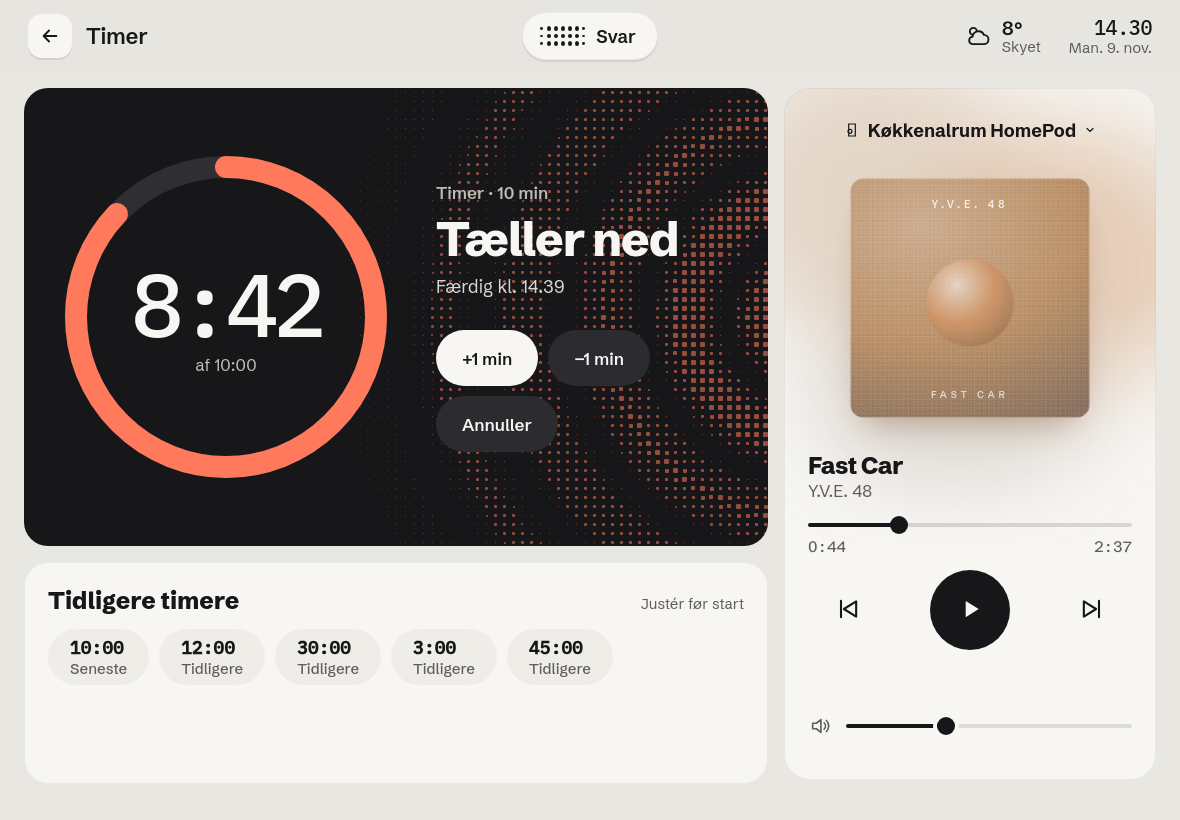 Timer
Svar
8°
Skyet
14.30
Man. 9. nov.
8:42
af 10:00
Timer · 10 min
Tæller ned
Færdig kl. 14.39
+1 min
−1 min
Annuller
Køkkenalrum HomePod
Y.V.E. 48
FAST CAR
Fast Car
Y.V.E. 48
0:44
2:37
Tidligere timere
Justér før start
10:00
Seneste
12:00
Tidligere
30:00
Tidligere
3:00
Tidligere
45:00
Tidligere